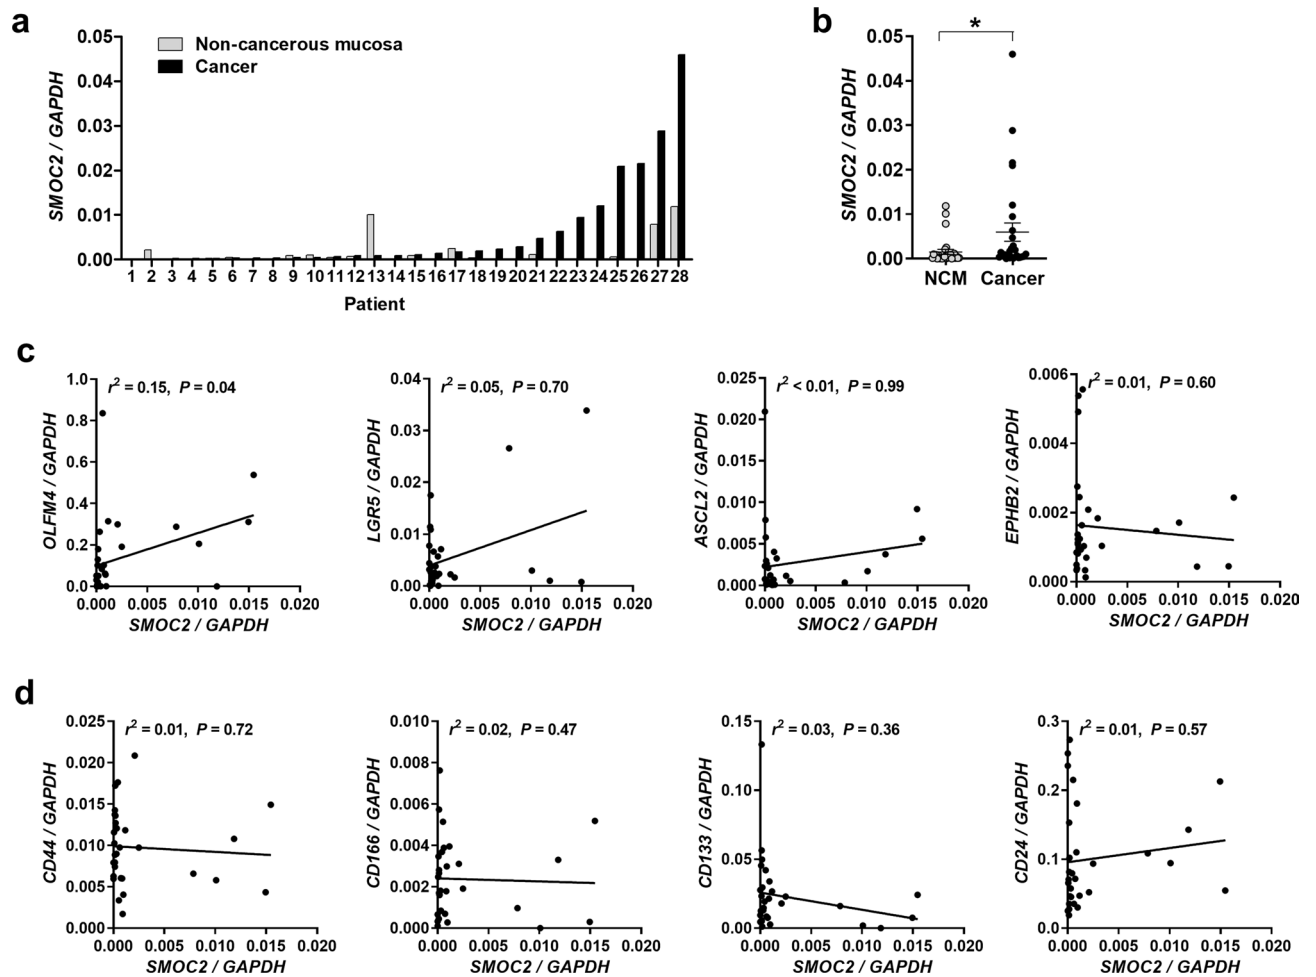 a
0.05
0.04
0.03
0.02
0.01
0.00
SMOC2 / GAPDH
Non-cancerous mucosa
Cancer
1 2 3 4 5 6 7 8 9 10 11 12 13 14 15 16 17 18 19 20 21 22 23 24 25 26 27 28
Patient
b
0.05
0.04
0.03
0.02
0.01
0.00
SMOC2 / GAPDH
*
NCM Cancer
c
r² = 0.15, P = 0.04
1.0
0.8
0.6
0.4
0.2
0.0
OLFM4 / GAPDH
0.000 0.005 0.010 0.015 0.020
SMOC2 / GAPDH
r² = 0.05, P = 0.70
0.04
0.03
0.02
0.01
0.00
LGR5 / GAPDH
0.000 0.005 0.010 0.015 0.020
SMOC2 / GAPDH
r² < 0.01, P = 0.99
0.025
0.020
0.015
0.010
0.005
0.000
ASCL2 / GAPDH
0.000 0.005 0.010 0.015 0.020
SMOC2 / GAPDH
r² = 0.01, P = 0.60
0.006
0.004
0.002
0.000
EPHB2 / GAPDH
0.000 0.005 0.010 0.015 0.020
SMOC2 / GAPDH
d
r² = 0.01, P = 0.72
0.025
0.020
0.015
0.010
0.005
0.000
CD44 / GAPDH
0.000 0.005 0.010 0.015 0.020
SMOC2 / GAPDH
r² = 0.02, P = 0.47
0.010
0.008
0.006
0.004
0.002
0.000
CD166 / GAPDH
0.000 0.005 0.010 0.015 0.020
SMOC2 / GAPDH
r² = 0.03, P = 0.36
0.15
0.10
0.05
0.00
CD133 / GAPDH
0.000 0.005 0.010 0.015 0.020
SMOC2 / GAPDH
r² = 0.01, P = 0.57
0.3
0.2
0.1
0.0
CD24 / GAPDH
0.000 0.005 0.010 0.015 0.020
SMOC2 / GAPDH